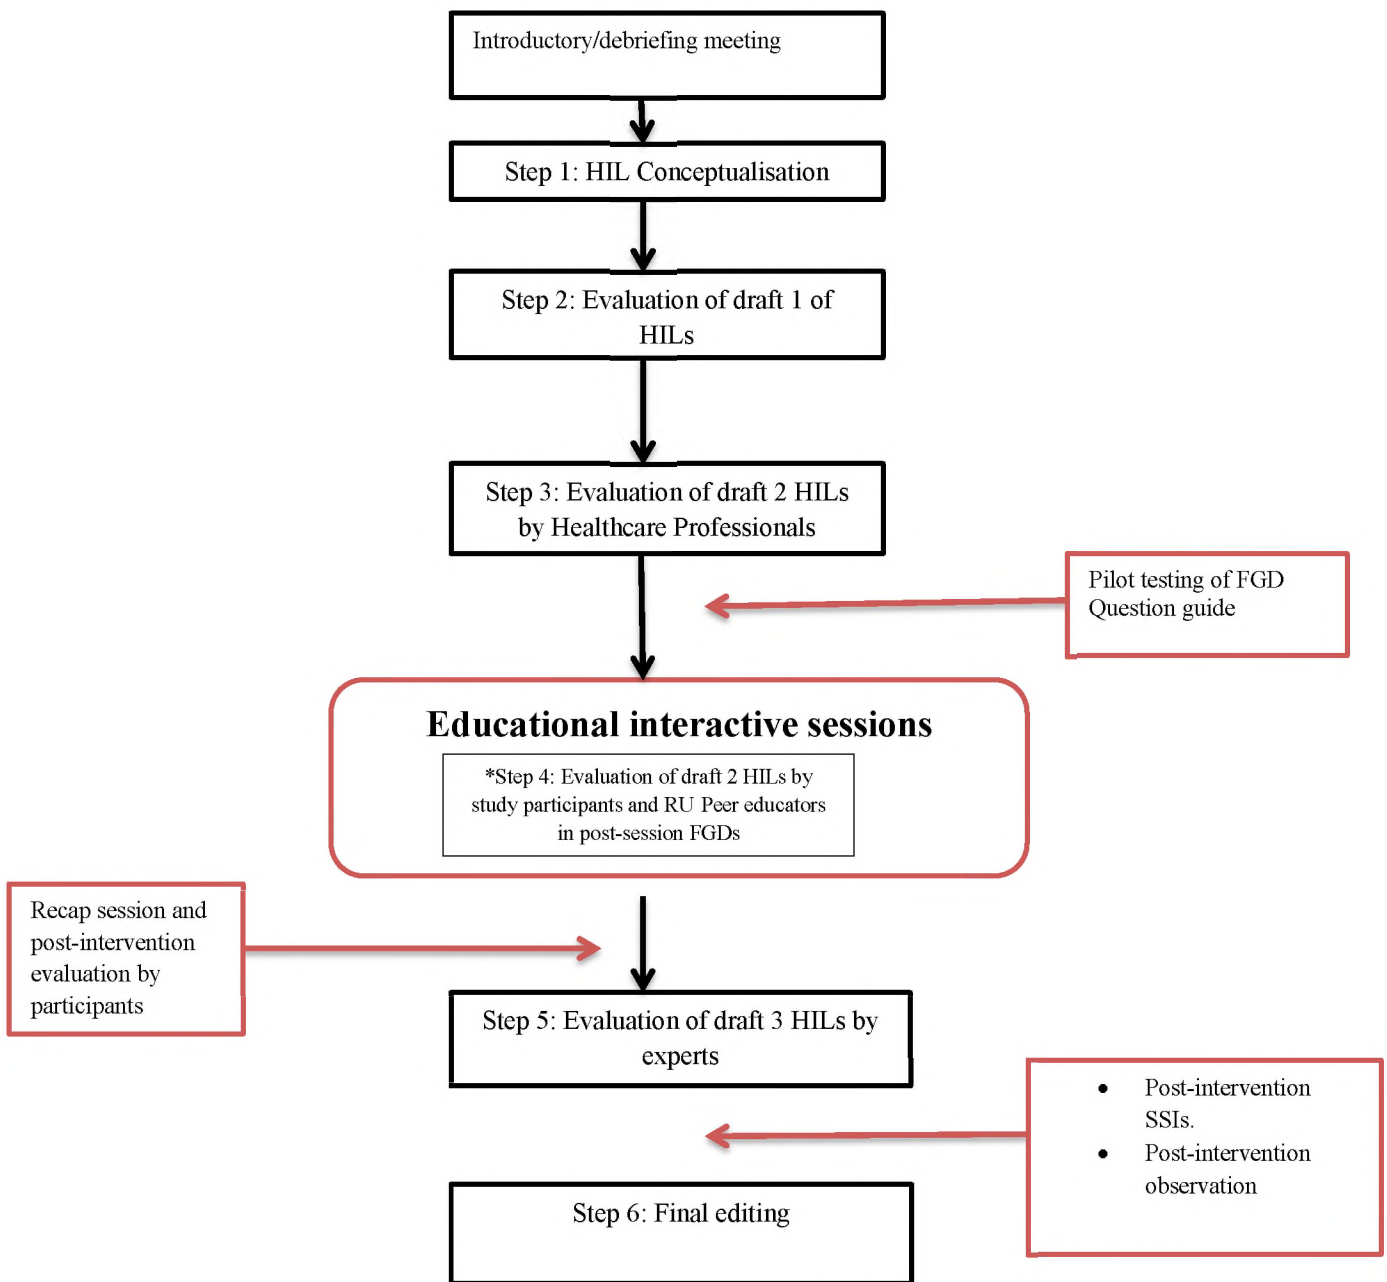 Introductory/debriefing meeting
Step 1: HIL Conceptualisation
Step 2: Evaluation of draft 1 of
HILs
Step 3: Evaluation of draft 2 HILs
by Healthcare Professionals
Pilot testing of FGD
Question guide
Educational interactive sessions
*Step 4: Evaluation of draft 2 HILs by
study participants and RU Peer educators
in post-session FGDs
Recap session and
post-intervention
evaluation by
participants
Step 5: Evaluation of draft 3 HILs by
experts
• Post-intervention
SSIs.
• Post-intervention
observation
Step 6: Final editing